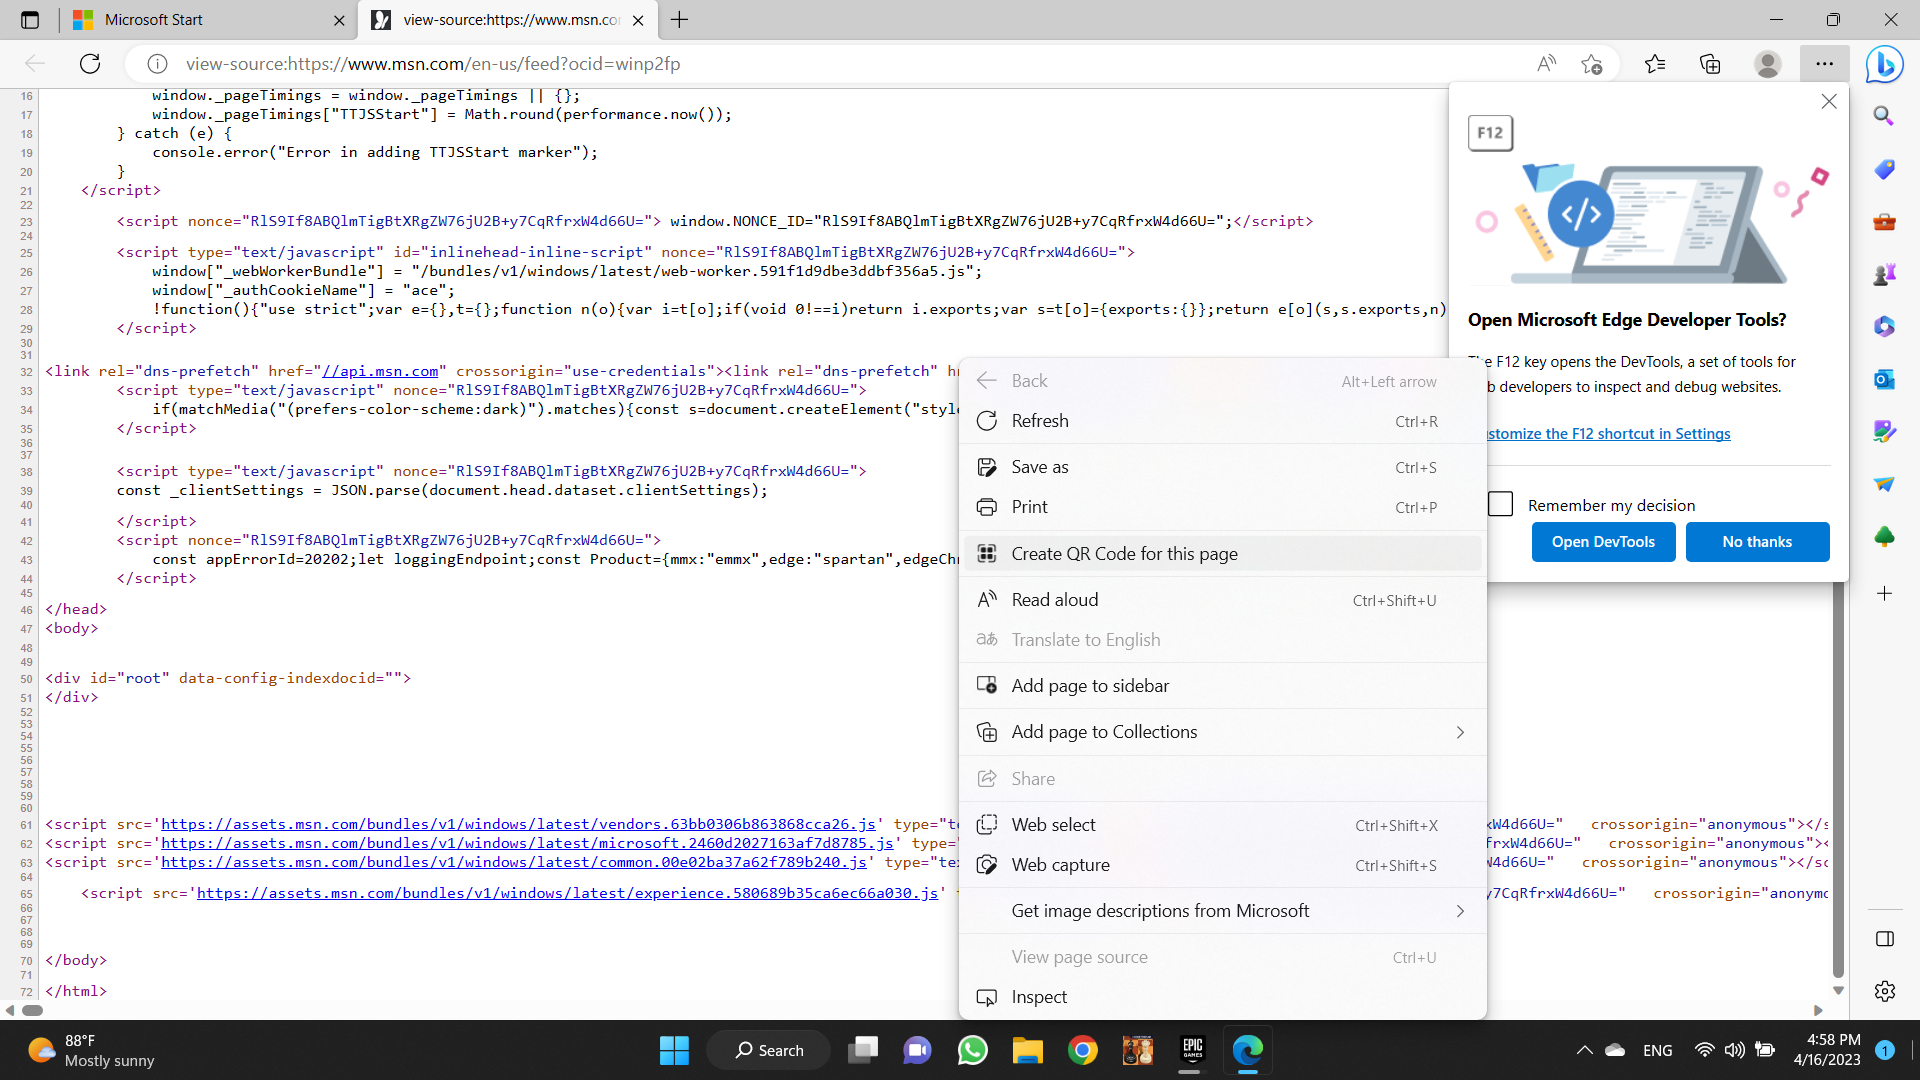 Microsoft Start
view-source:https://www.msn.co
view-source:https://www.msn.com/en-us/feed?ocid=winp2fp
16 window._pageTimings = window._pageTimings || {};
17 window._pageTimings["TTJSStart"] = Math.round(performance.now());
18 } catch (e) {
19 console.error("Error in adding TTJSStart marker");
20 }
21 </script>
22
23 <script nonce="RlS9If8ABQlmTigBtXRgZW76jU2B+y7CqRfrxW4d66U="> window.NONCE_ID="RlS9If8ABQlmTigBtXRgZW76jU2B+y7CqRfrxW4d66U=";</script>
24
25 <script type="text/javascript" id="inlinehead-inline-script" nonce="RlS9If8ABQlmTigBtXRgZW76jU2B+y7CqRfrxW4d66U=">
26 window["_webWorkerBundle"] = "/bundles/v1/windows/latest/web-worker.591f1d9dbe3ddbf356a5.js";
27 window["_authCookieName"] = "ace";
28 !function(){"use strict";var e={},t={};function n(o){var i=t[o];if(void 0!==i)return i.exports;var s=t[o]={exports:{}};return e[o](s,s.exports,n)
29 </script>
30
31
32 <link rel="dns-prefetch" href="//api.msn.com" crossorigin="use-credentials"><link rel="dns-prefetch"
33 <script type="text/javascript" nonce="RlS9If8ABQlmTigBtXRgZW76jU2B+y7CqRfrxW4d66U=">
34 if(matchMedia("(prefers-color-scheme:dark)").matches){const s=document.createElement("style
35 </script>
36
37
38 <script type="text/javascript" nonce="RlS9If8ABQlmTigBtXRgZW76jU2B+y7CqRfrxW4d66U=">
39 const _clientSettings = JSON.parse(document.head.dataset.clientSettings);
40
41 </script>
42 <script nonce="RlS9If8ABQlmTigBtXRgZW76jU2B+y7CqRfrxW4d66U=">
43 const appErrorId=20202;let loggingEndpoint;const Product={mmx:"emmx",edge:"spartan",edgeCh
44 </script>
45
46 </head>
47 <body>
48
49
50 <div id="root" data-config-indexdocid="">
51 </div>
52
53
54
55
56
57
58
59
60
61 <script src='https://assets.msn.com/bundles/v1/windows/latest/vendors.63bb0306b863868cca26.js' type="te xW4d66U=" crossorigin="anonymous"></s
62 <script src='https://assets.msn.com/bundles/v1/windows/latest/microsoft.2460d2027163af7d8785.js' type=" frxW4d66U=" crossorigin="anonymous"><
63 <script src='https://assets.msn.com/bundles/v1/windows/latest/common.00e02ba37a62f789b240.js' type="tex W4d66U=" crossorigin="anonymous"></sc
64
65 <script src='https://assets.msn.com/bundles/v1/windows/latest/experience.580689b35ca6ec66a030.js' y7CqRfrxW4d66U=" crossorigin="anonymo
66
67
68
69
70 </body>
71
72 </html>
Back Alt+Left arrow
Refresh Ctrl+R
Save as Ctrl+S
Print Ctrl+P
Create QR Code for this page
Read aloud Ctrl+Shift+U
Translate to English
Add page to sidebar
Add page to Collections
Share
Web select Ctrl+Shift+X
Web capture Ctrl+Shift+S
Get image descriptions from Microsoft
View page source Ctrl+U
Inspect
F12
</>
Open Microsoft Edge Developer Tools?
The F12 key opens the DevTools, a set of tools for
developers to inspect and debug websites.
stomize the F12 shortcut in Settings
Remember my decision
Open DevTools No thanks
88°F
Mostly sunny
Search
EPIC
GAMES
ENG
4:58 PM
4/16/2023
1